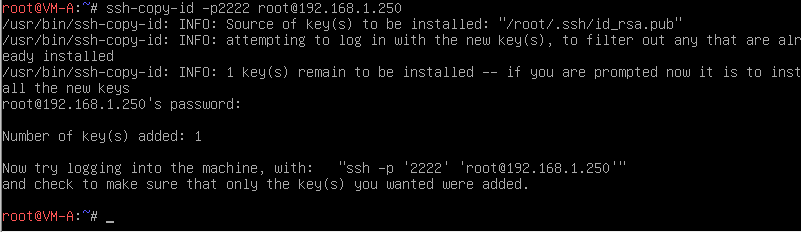 root@VM-A:~# ssh-copy-id -p2222 root@192.168.1.250
/usr/bin/ssh-copy-id: INFO: Source of key(s) to be installed: "/root/.ssh/id_rsa.pub"
/usr/bin/ssh-copy-id: INFO: attempting to log in with the new key(s), to filter out any that are alr
eady installed
/usr/bin/ssh-copy-id: INFO: 1 key(s) remain to be installed -- if you are prompted now it is to inst
all the new keys
root@192.168.1.250's password:
Number of key(s) added: 1
Now try logging into the machine, with:   "ssh -p '2222' 'root@192.168.1.250'"
and check to make sure that only the key(s) you wanted were added.
root@VM-A:~# _